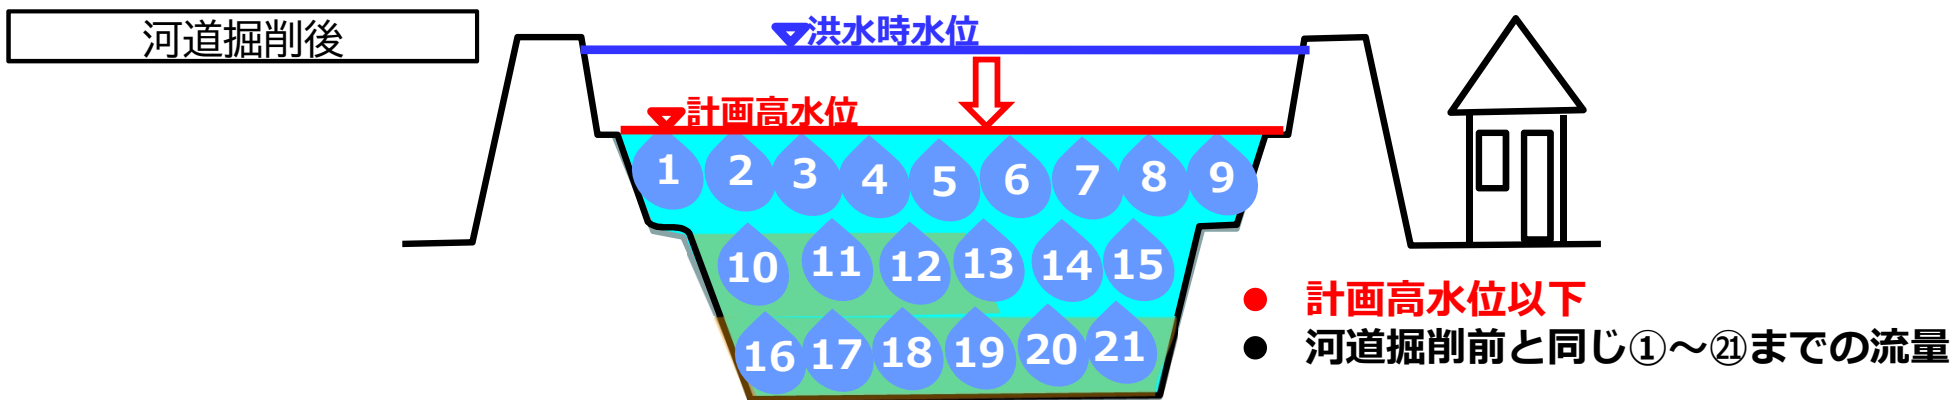 河道掘削後
洪水時水位
計画高水位
1 2 3 4 5 6 7 8 9
10 11 12 13 14 15
16 17 18 19 20 21
● 計画高水位以下
● 河道掘削前と同じ①～㉑までの流量